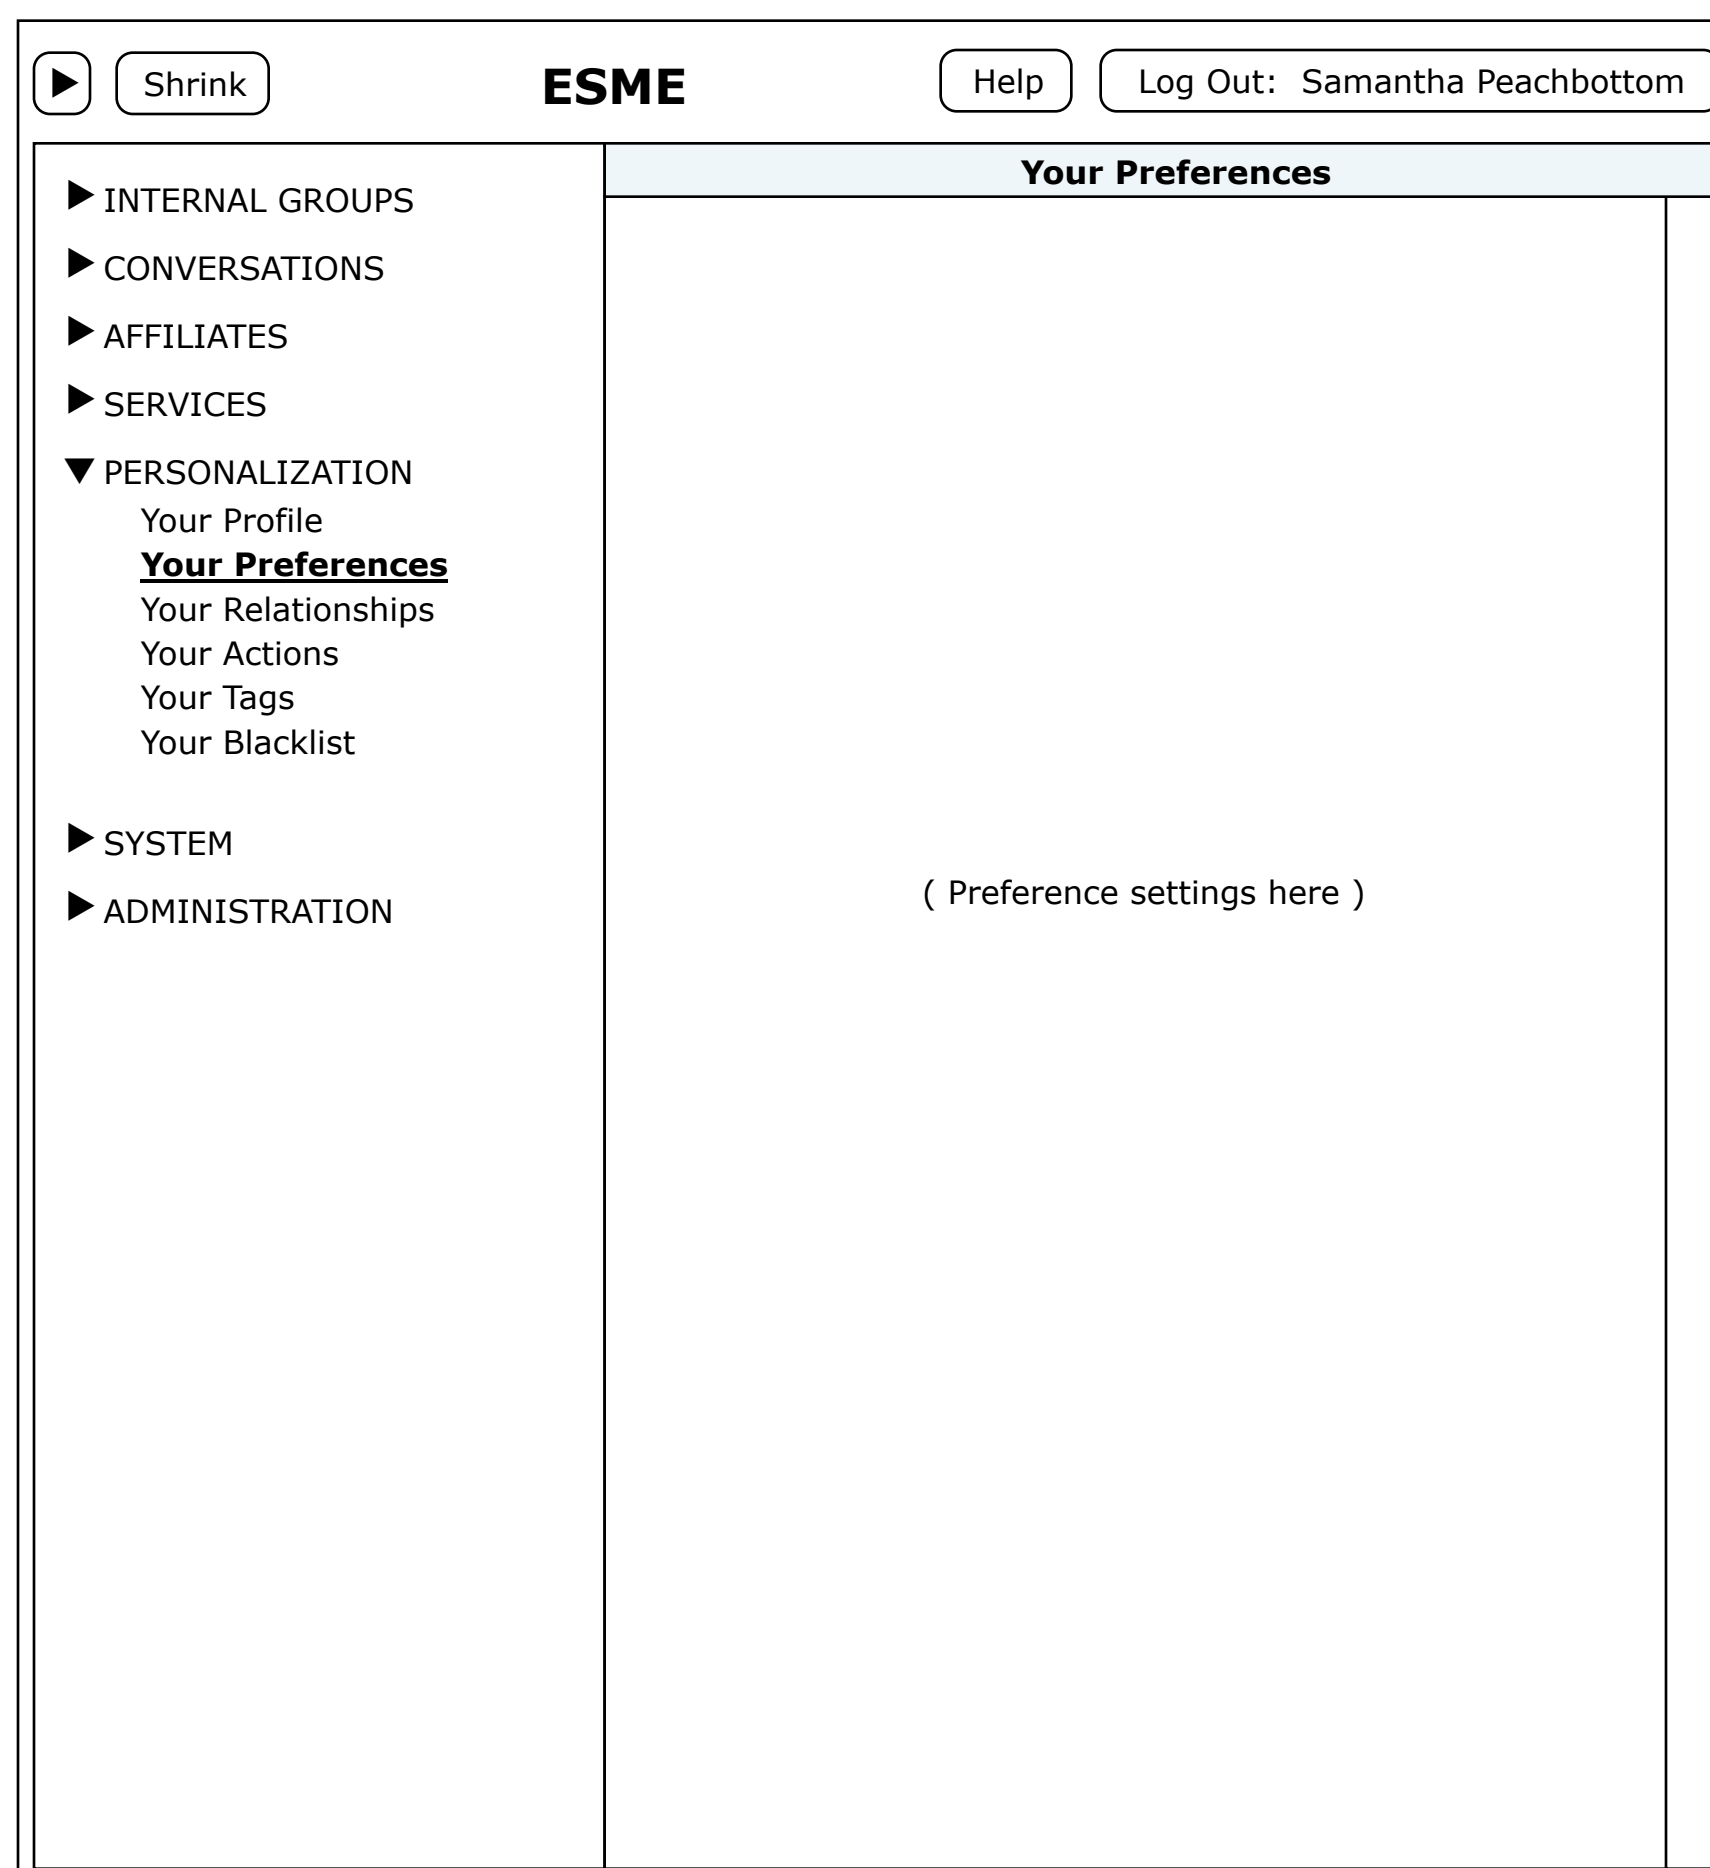 Shrink
ESME
Help
Log Out: Samantha Peachbottom
INTERNAL GROUPS
CONVERSATIONS
AFFILIATES
SERVICES
PERSONALIZATION
Your Profile
Your Preferences
Your Relationships
Your Actions
Your Tags
Your Blacklist
SYSTEM
ADMINISTRATION
Your Preferences
( Preference settings here )